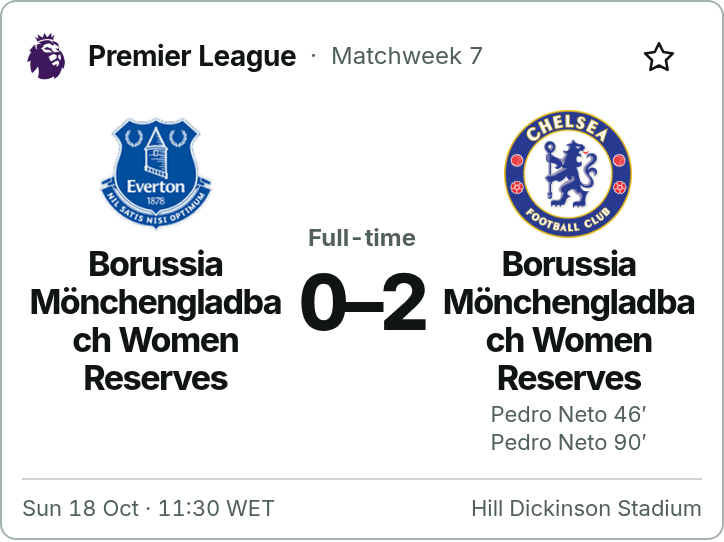 Premier League · Matchweek 7
CHELSEA
FOOTBALL CLUB
Everton
1878
NIL SATIS NISI OPTIMUM
Full-time
Borussia
Mönchengladba
ch Women
Reserves
0–2
Borussia
Mönchengladba
ch Women
Reserves
Pedro Neto 46′
Pedro Neto 90′
Sun 18 Oct · 11:30 WET
Hill Dickinson Stadium